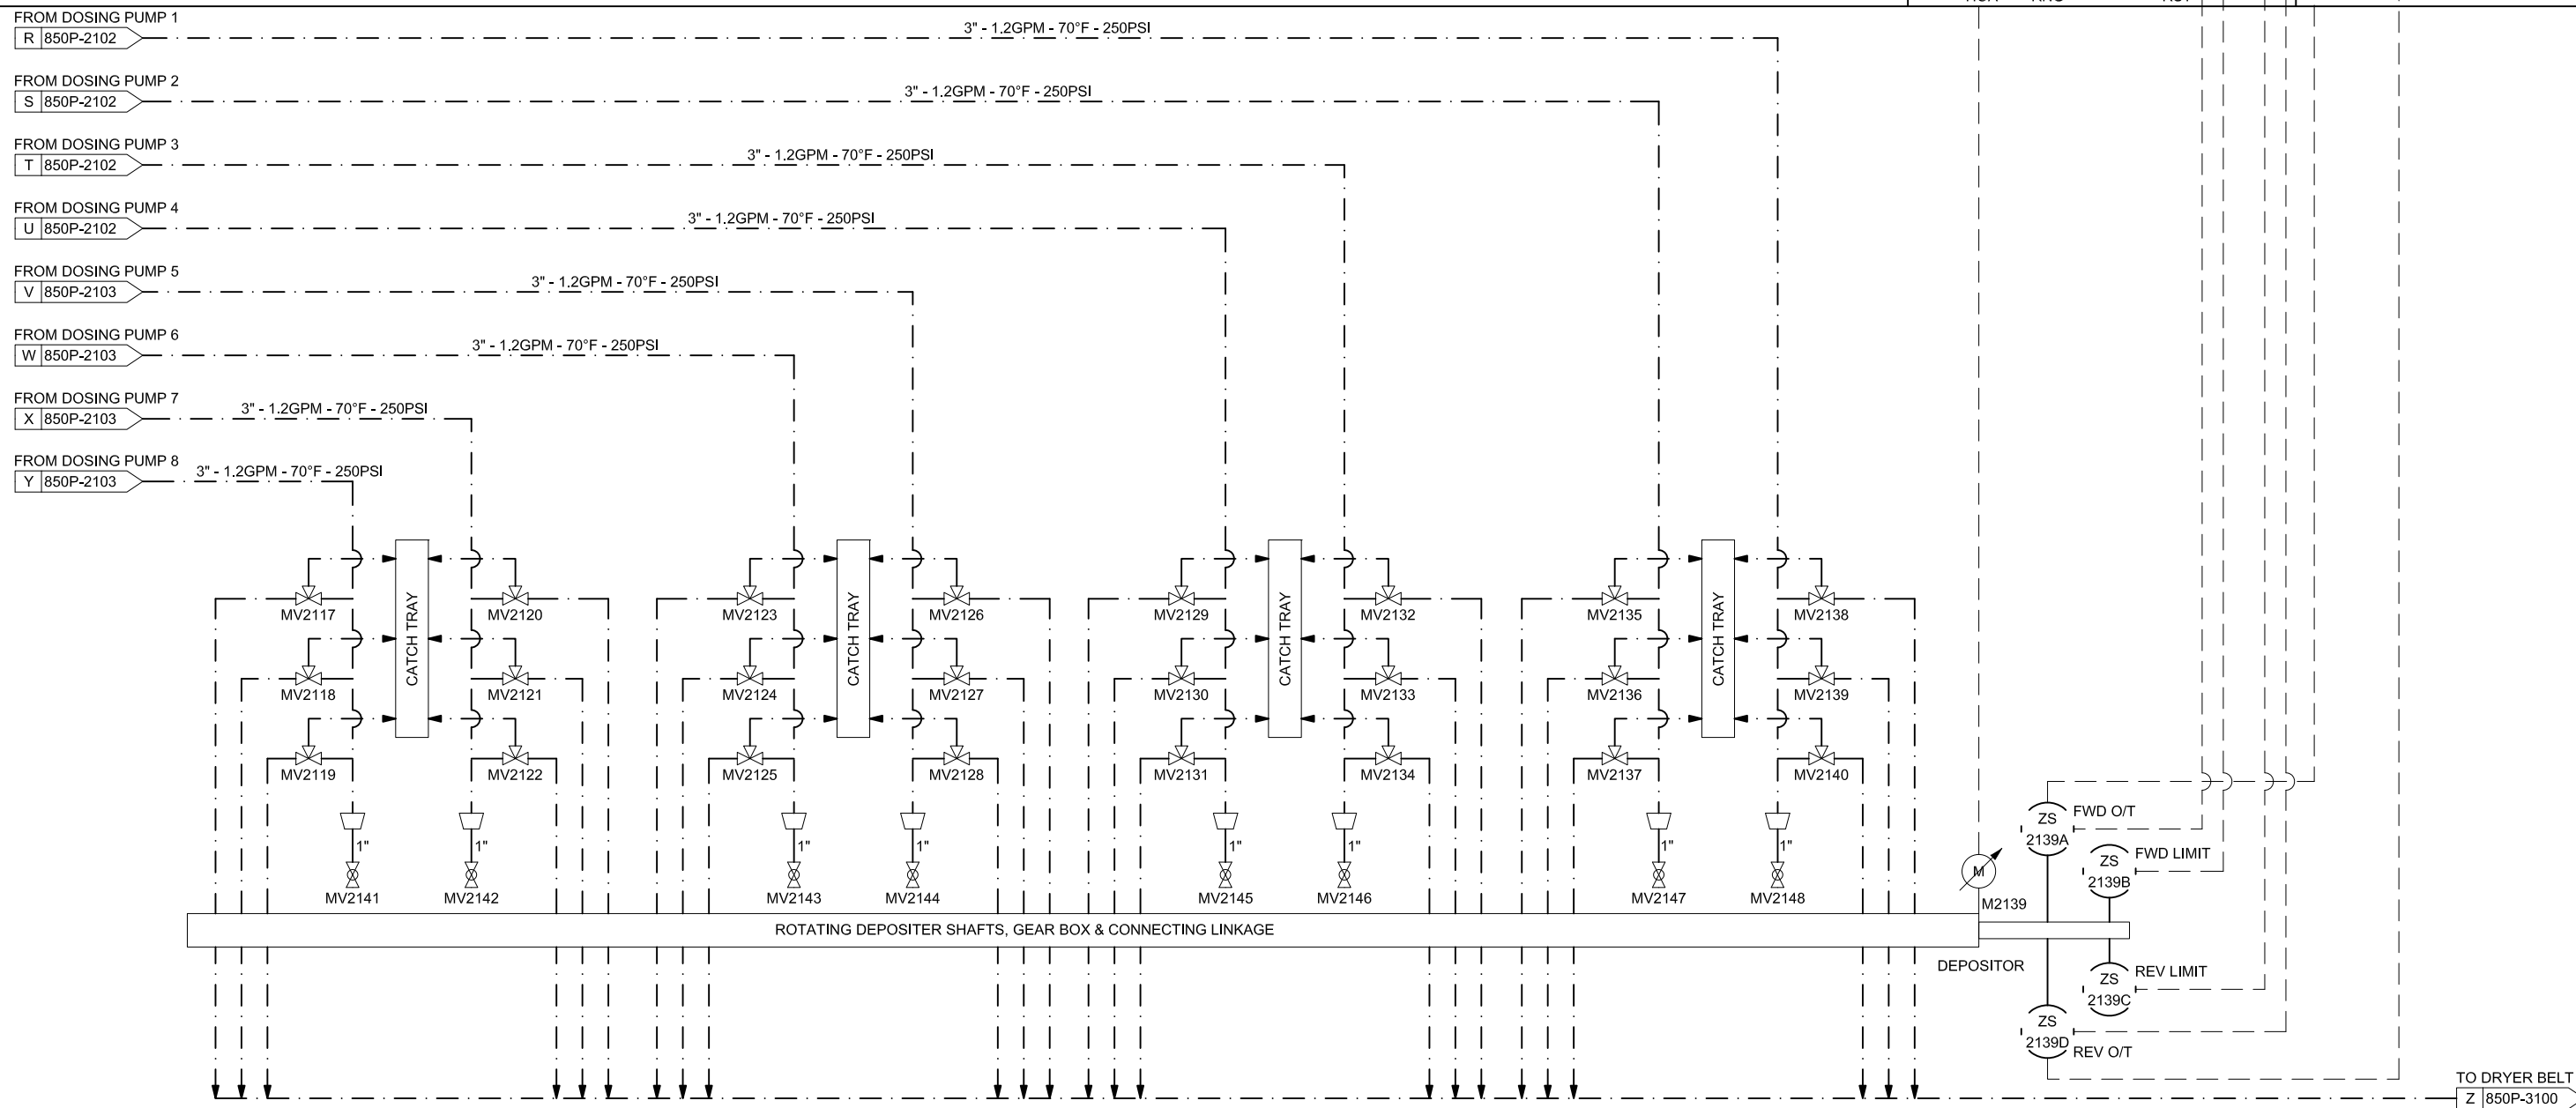 FROM DOSING PUMP 1
R 850P-2102
3" - 1.2GPM - 70°F - 250PSI
FROM DOSING PUMP 2
S 850P-2102
3" - 1.2GPM - 70°F - 250PSI
FROM DOSING PUMP 3
T 850P-2102
3" - 1.2GPM - 70°F - 250PSI
FROM DOSING PUMP 4
U 850P-2102
3" - 1.2GPM - 70°F - 250PSI
FROM DOSING PUMP 5
V 850P-2103
3" - 1.2GPM - 70°F - 250PSI
FROM DOSING PUMP 6
W 850P-2103
3" - 1.2GPM - 70°F - 250PSI
FROM DOSING PUMP 7
X 850P-2103
3" - 1.2GPM - 70°F - 250PSI
FROM DOSING PUMP 8
Y 850P-2103
3" - 1.2GPM - 70°F - 250PSI
CATCH TRAY
CATCH TRAY
CATCH TRAY
CATCH TRAY
MV2117 MV2120 MV2123 MV2126 MV2129 MV2132 MV2135 MV2138
MV2118 MV2121 MV2124 MV2127 MV2130 MV2133 MV2136 MV2139
MV2119 MV2122 MV2125 MV2128 MV2131 MV2134 MV2137 MV2140
1" 1" 1" 1" 1" 1" 1" 1"
MV2141 MV2142 MV2143 MV2144 MV2145 MV2146 MV2147 MV2148
ROTATING DEPOSITER SHAFTS, GEAR BOX & CONNECTING LINKAGE
M
M2139
DEPOSITOR
ZS
2139A
FWD O/T
ZS
2139B
FWD LIMIT
ZS
2139C
REV LIMIT
ZS
2139D
REV O/T
TO DRYER BELT
Z 850P-3100